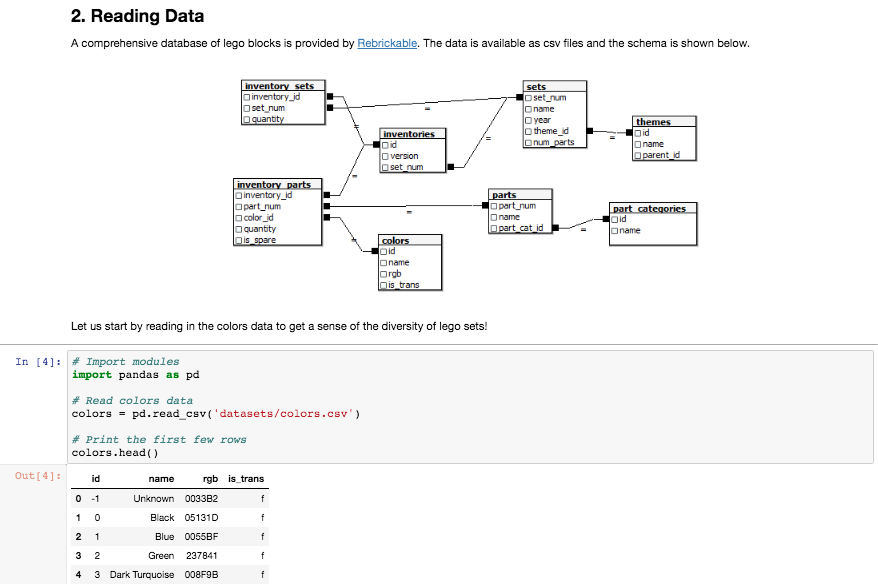 2. Reading Data
A comprehensive database of lego blocks is provided by Rebrickable. The data is available as csv files and the schema is shown below.
inventory_sets
inventory_id
set_num
quantity
sets
set_num
name
year
theme_id
num_parts
themes
id
name
parent_id
inventories
id
version
set_num
inventory_parts
inventory_id
part_num
color_id
quantity
is_spare
parts
part_num
name
part_cat_id
part_categories
id
name
colors
id
name
rgb
is_trans
=
=
=
=
=
=
=
Let us start by reading in the colors data to get a sense of the diversity of lego sets!
In [4]: # Import modules
import pandas as pd
# Read colors data
colors = pd.read_csv('datasets/colors.csv')
# Print the first few rows
colors.head()
Out[4]:
id name rgb is_trans
0 -1 Unknown 0033B2 f
1 0 Black 05131D f
2 1 Blue 0055BF f
3 2 Green 237841 f
4 3 Dark Turquoise 008F9B f